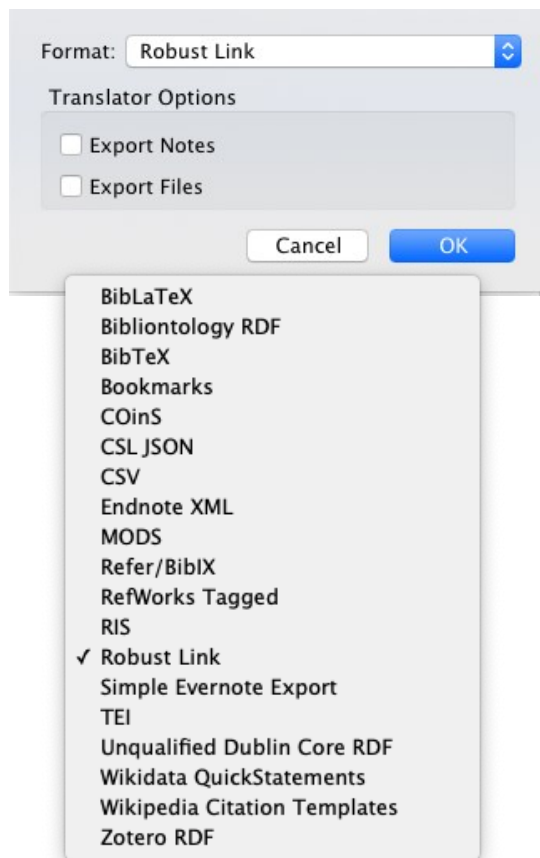 Format: Robust Link
Translator Options
Export Notes
Export Files
Cancel OK
BibLaTeX
Bibliontology RDF
BibTeX
Bookmarks
COinS
CSL JSON
CSV
Endnote XML
MODS
Refer/BibIX
RefWorks Tagged
RIS
✓ Robust Link
Simple Evernote Export
TEI
Unqualified Dublin Core RDF
Wikidata QuickStatements
Wikipedia Citation Templates
Zotero RDF